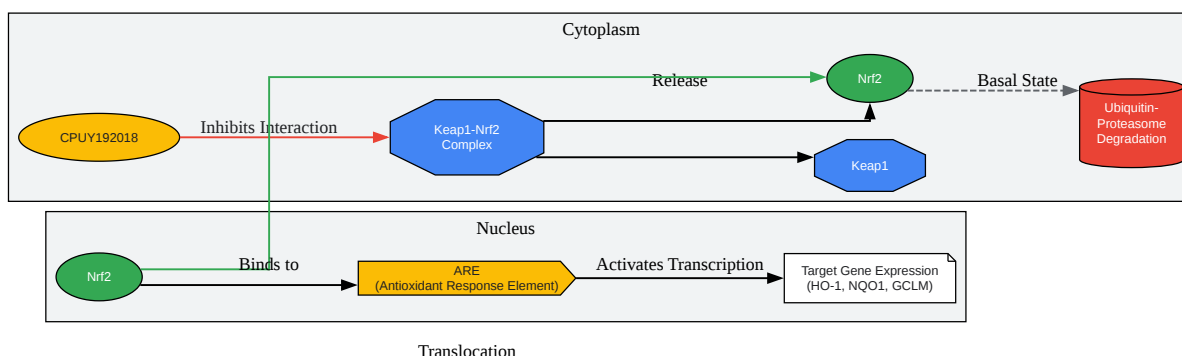 Cytoplasm
CPUY192018
Inhibits Interaction
Keap1-Nrf2
Complex
Release
Nrf2
Keap1
Basal State
Ubiquitin-
Proteasome
Degradation
Nucleus
Nrf2
Binds to
ARE
(Antioxidant Response Element)
Activates Transcription
Target Gene Expression
(HO-1, NQO1, GCLM)
Translocation